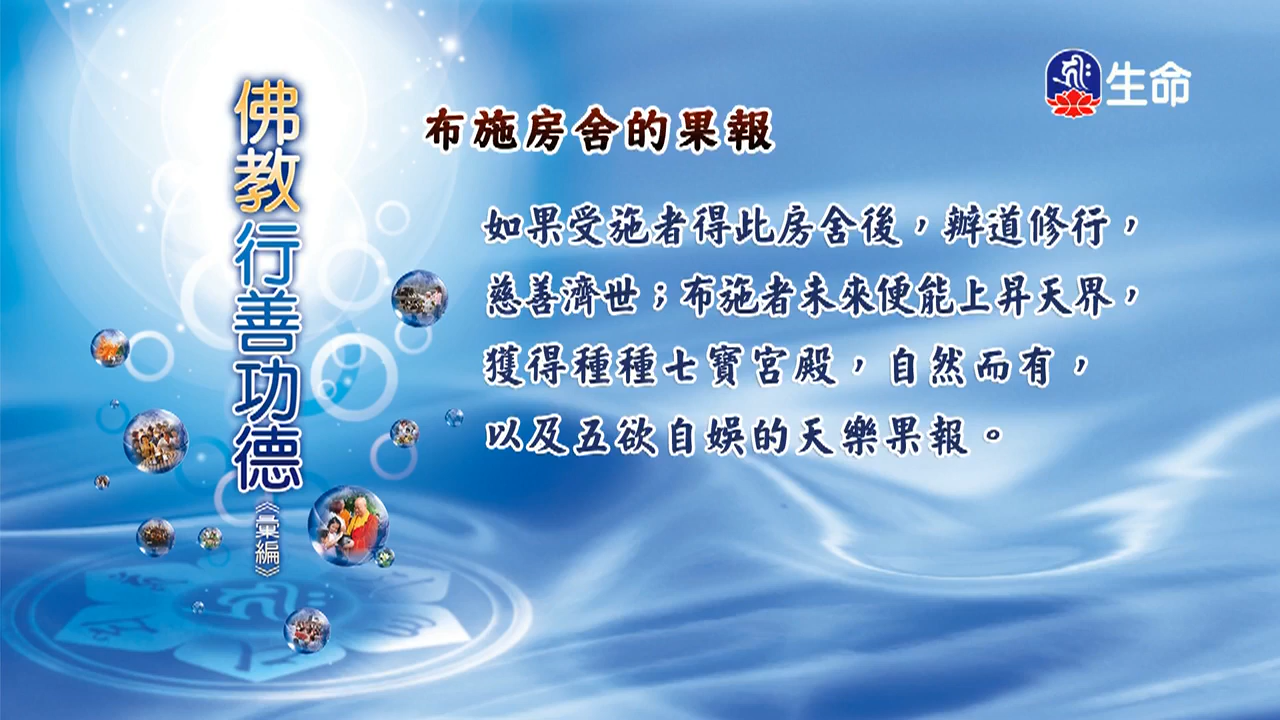 佛教行善功德
《彙編》
生命
布施房舍的果報
如果受施者得此房舍後，辦道修行，
慈善濟世；布施者未來便能上昇天界，
獲得種種七寶宮殿，自然而有，
以及五欲自娛的天樂果報。